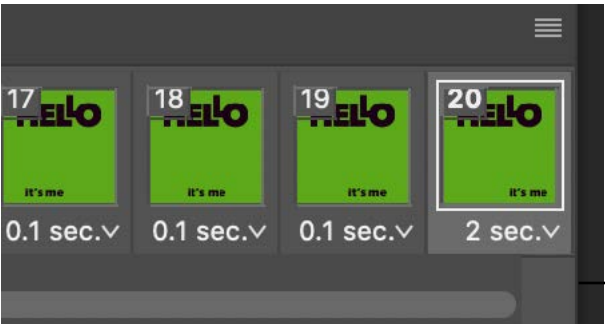 17 18 19 20
HELLO HELLO HELLO HELLO
it's me it's me it's me it's me
0.1 sec. 0.1 sec. 0.1 sec. 2 sec.